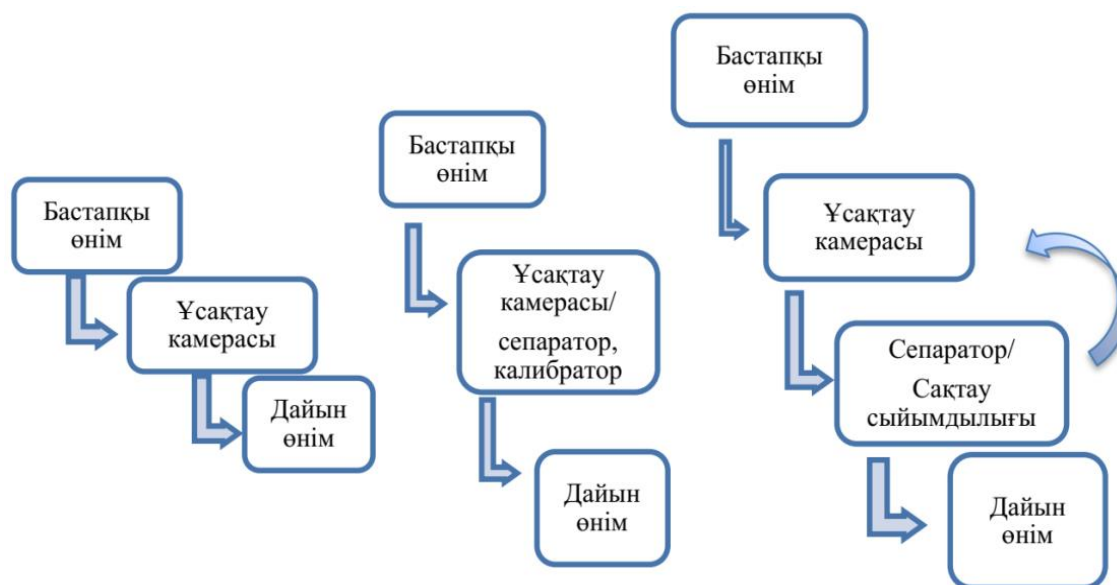 Бастапқы
өнім
Ұсақтау
камерасы
Дайын
өнім
Бастапқы
өнім
Ұсақтау
камерасы/
сепаратор,
калибратор
Дайын
өнім
Бастапқы
өнім
Ұсақтау
камерасы
Сепаратор/
Сақтау
сыйымдылығы
Дайын
өнім